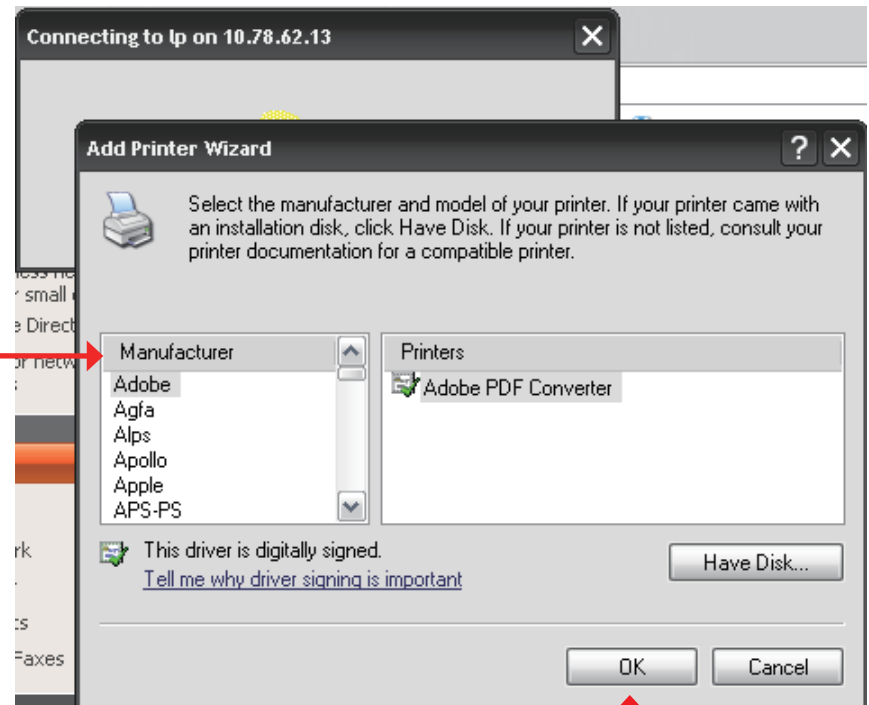 Connecting to lp on 10.78.62.13
Add Printer Wizard
Select the manufacturer and model of your printer. If your printer came with
an installation disk, click Have Disk. If your printer is not listed, consult your
printer documentation for a compatible printer.
small
Direct
netw
Manufacturer
Adobe
Agfa
Alps
Apollo
Apple
APS-PS
Printers
Adobe PDF Converter
This driver is digitally signed.
Tell me why driver signing is important
Have Disk...
rk
cs
Faxes
OK
Cancel